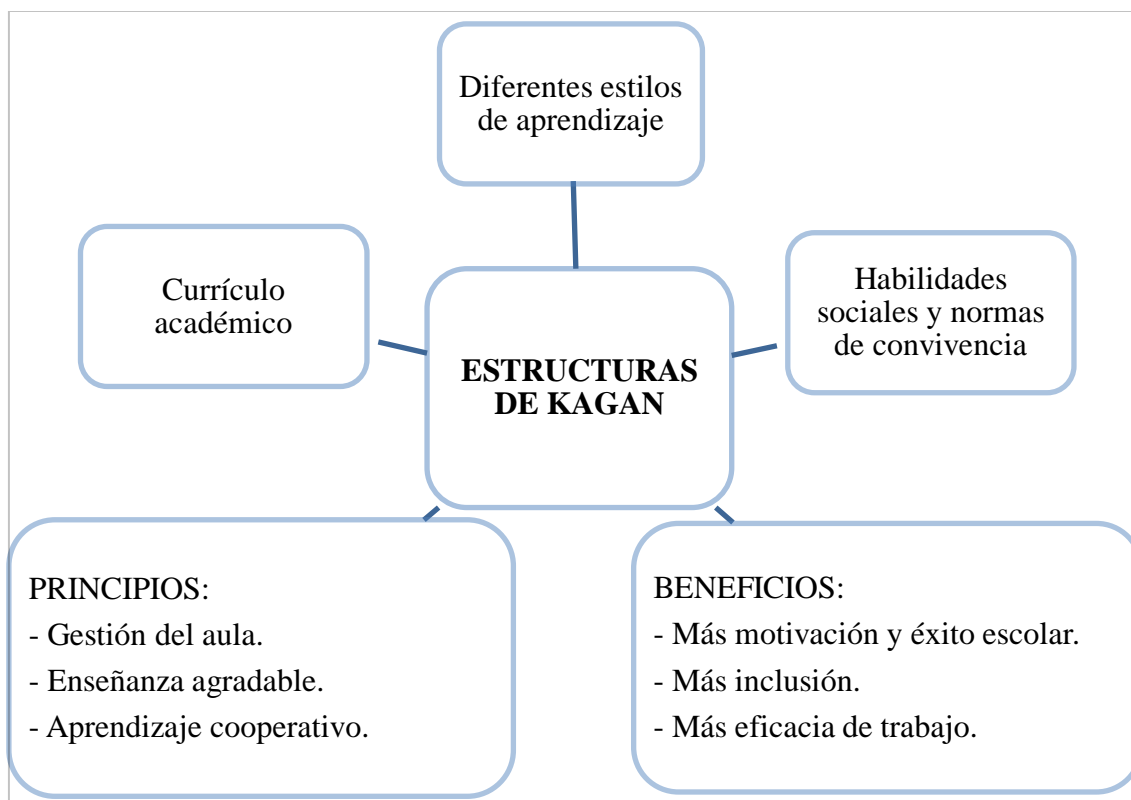 Diferentes estilos
de aprendizaje
Currículo
académico
Habilidades
sociales y normas
de convivencia
ESTRUCTURAS
DE KAGAN
PRINCIPIOS:
- Gestión del aula.
- Enseñanza agradable.
- Aprendizaje cooperativo.
BENEFICIOS:
- Más motivación y éxito escolar.
- Más inclusión.
- Más eficacia de trabajo.